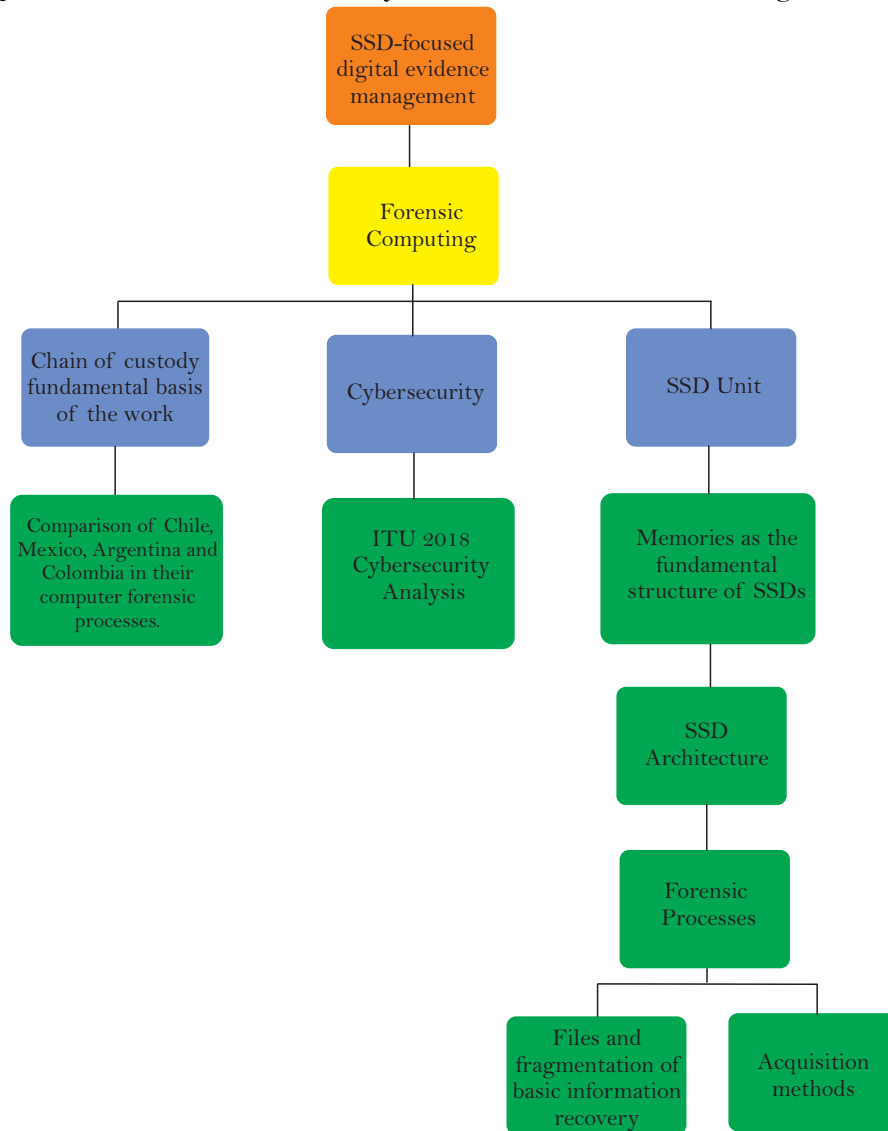 SSD-focused
digital evidence
management
Forensic
Computing
Chain of custody
fundamental basis
of the work
Cybersecurity
SSD Unit
Comparison of Chile,
Mexico, Argentina and
Colombia in their
computer forensic
processes.
ITU 2018
Cybersecurity
Analysis
Memories as the
fundamental
structure of SSDs
SSD
Architecture
Forensic
Processes
Files and
fragmentation of
basic information
recovery
Acquisition
methods